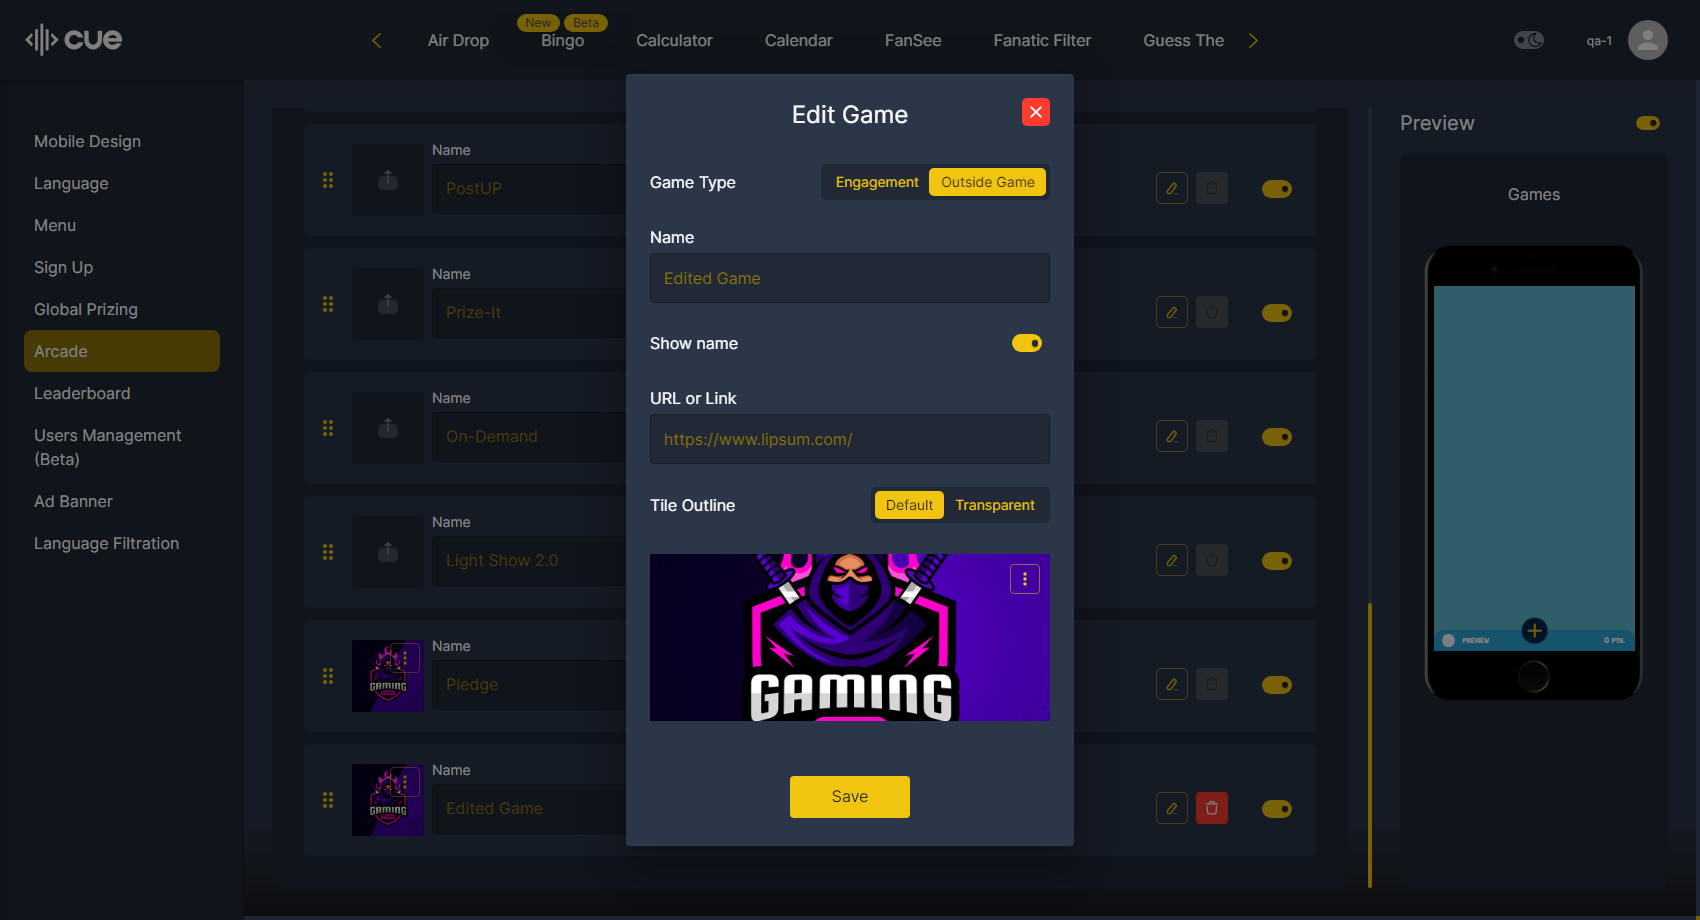 cue
Air Drop
New
Beta
Bingo
Calculator
Calendar
FanSee
Fanatic Filter
Guess The
qa-1
Mobile Design
Language
Menu
Sign Up
Global Prizing
Arcade
Leaderboard
Users Management
(Beta)
Ad Banner
Language Filtration
Name
PostUP
Name
Prize-It
Name
On-Demand
Name
Light Show 2.0
GAMING
Name
Pledge
GAMING
Name
Edited Game
Edit Game
Game Type
Engagement
Outside Game
Name
Edited Game
Show name
URL or Link
https://www.lipsum.com/
Tile Outline
Default
Transparent
GAMING
Save
Preview
Games
PREVIEW
0 PTS.